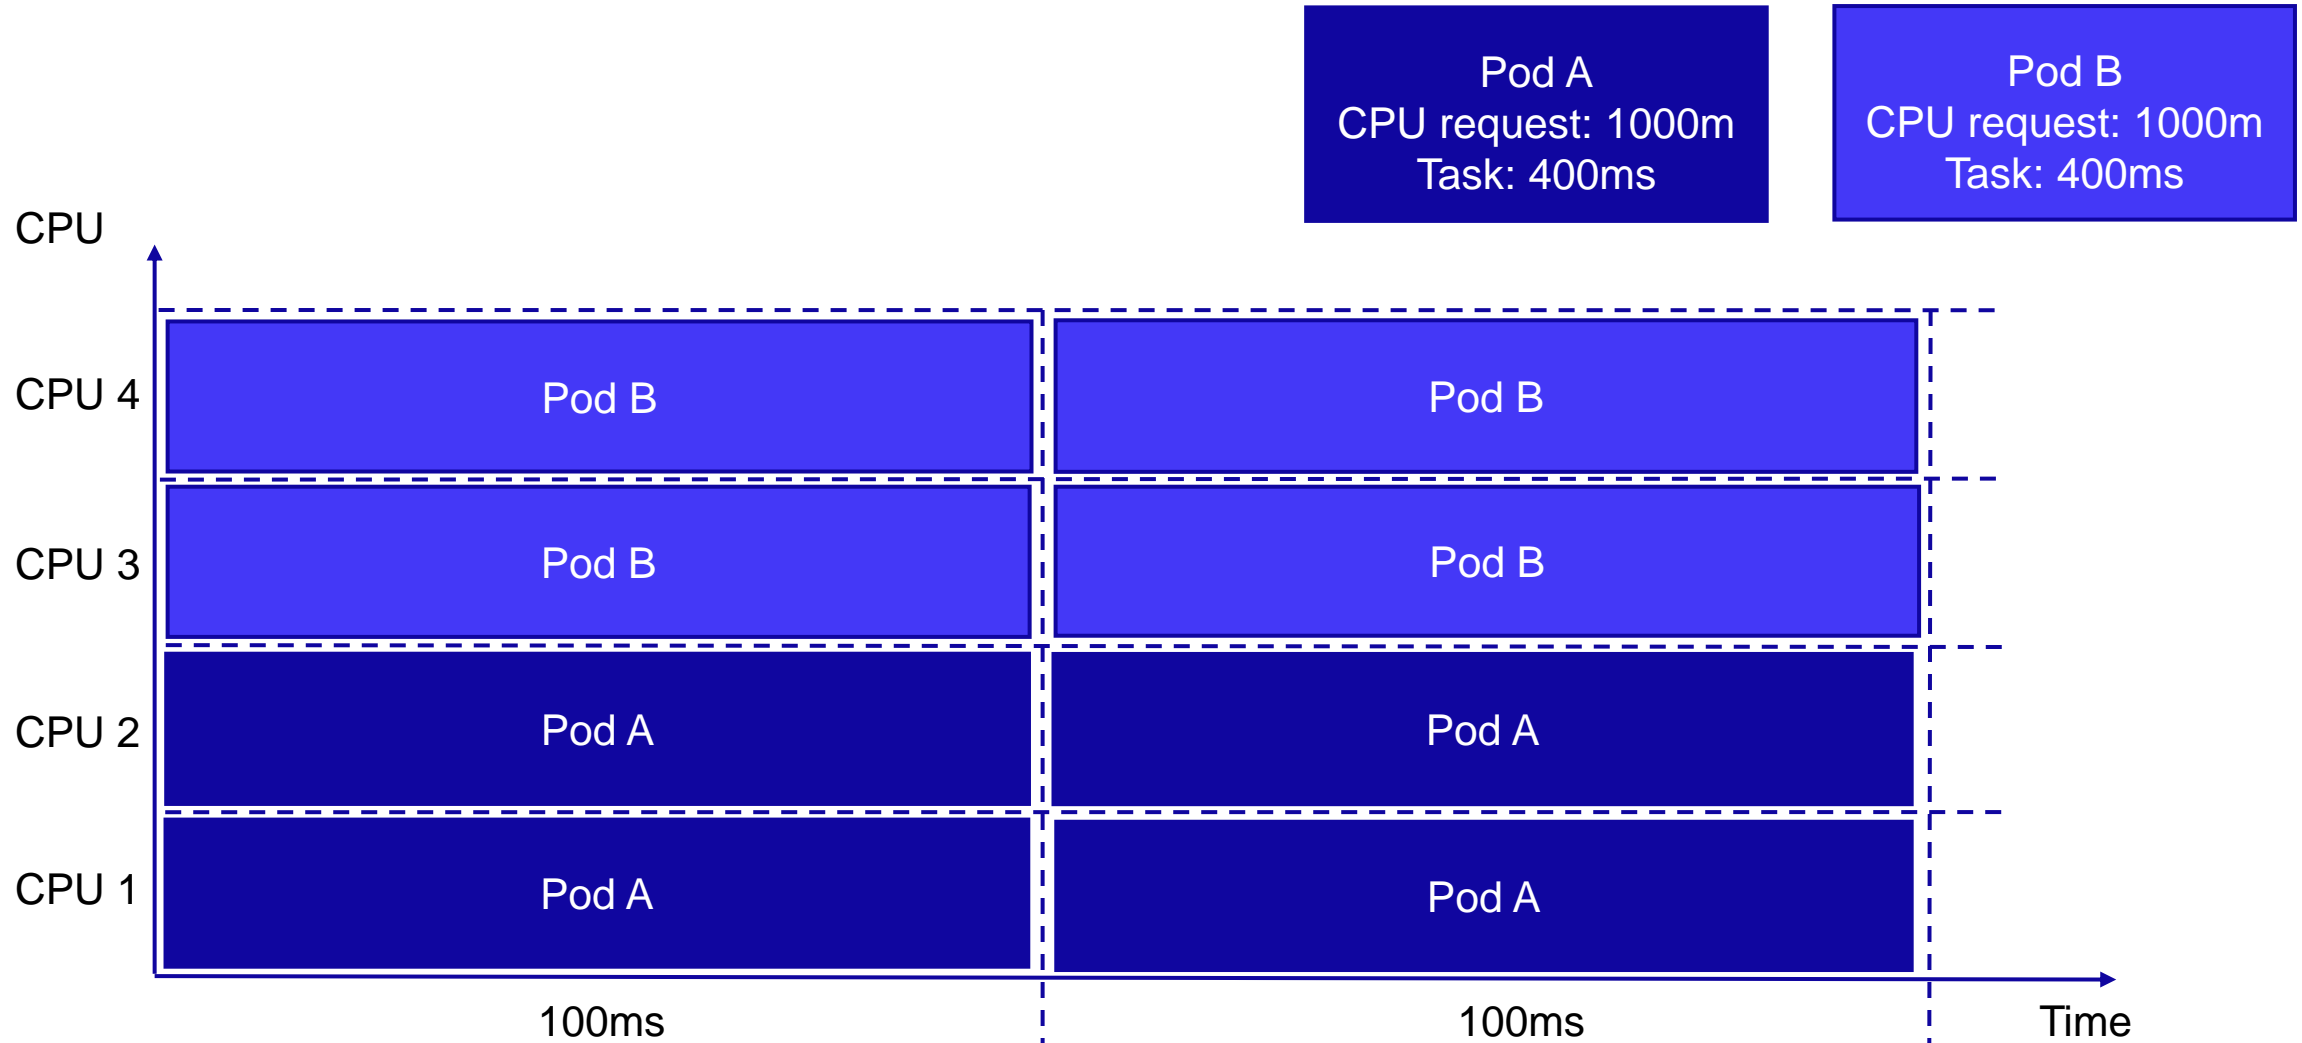 Pod A
CPU request: 1000m
Task: 400ms
Pod B
CPU request: 1000m
Task: 400ms
CPU
CPU 4
Pod B
Pod B
CPU 3
Pod B
Pod B
CPU 2
Pod A
Pod A
CPU 1
Pod A
Pod A
100ms
100ms
Time